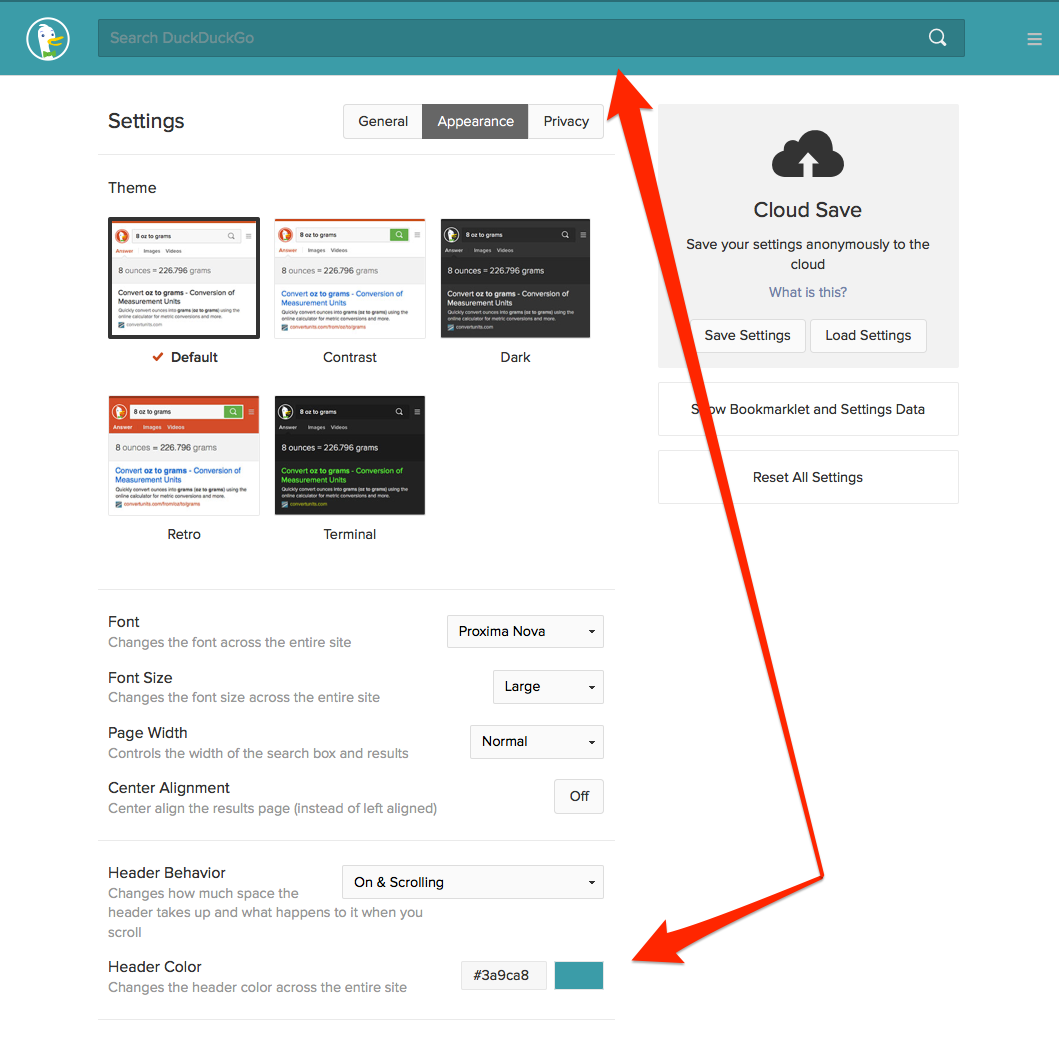 Search DuckDuckGo
Settings
General Appearance Privacy
Theme
8 oz to grams
Answer Images Videos
8 ounces = 226.796 grams
Convert oz to grams - Conversion of
Measurement Units
Quickly convert ounces into grams (oz to grams) using the
online calculator for metric conversions and more.
convertunits.com
Default
8 oz to grams
Answer Images Videos
8 ounces = 226.796 grams
Convert oz to grams - Conversion of
Measurement Units
Quickly convert ounces into grams (oz to grams) using the
online calculator for metric conversions and more.
convertunits.com/from/oz/to/grams
Contrast
8 oz to grams
Answer Images Videos
8 ounces = 226.796 grams
Convert oz to grams - Conversion of
Measurement Units
Quickly convert ounces into grams (oz to grams) using the
online calculator for metric conversions and more.
convertunits.com
Dark
8 oz to grams
Answer Images Videos
8 ounces = 226.796 grams
Convert oz to grams - Conversion of
Measurement Units
Quickly convert ounces into grams (oz to grams) using the
online calculator for metric conversions and more.
convertunits.com/from/oz/to/grams
Retro
8 oz to grams
Answer Images Videos
8 ounces = 226.796 grams
Convert oz to grams - Conversion of
Measurement Units
Quickly convert ounces into grams (oz to grams) using the
online calculator for metric conversions and more.
convertunits.com
Terminal
Font
Changes the font across the entire site
Proxima Nova
Font Size
Changes the font size across the entire site
Large
Page Width
Controls the width of the search box and results
Normal
Center Alignment
Center align the results page (instead of left aligned)
Off
Header Behavior
Changes how much space the
header takes up and what happens to it when you
scroll
On & Scrolling
Header Color
Changes the header color across the entire site
#3a9ca8
Cloud Save
Save your settings anonymously to the
cloud
What is this?
Save Settings Load Settings
Show Bookmarklet and Settings Data
Reset All Settings